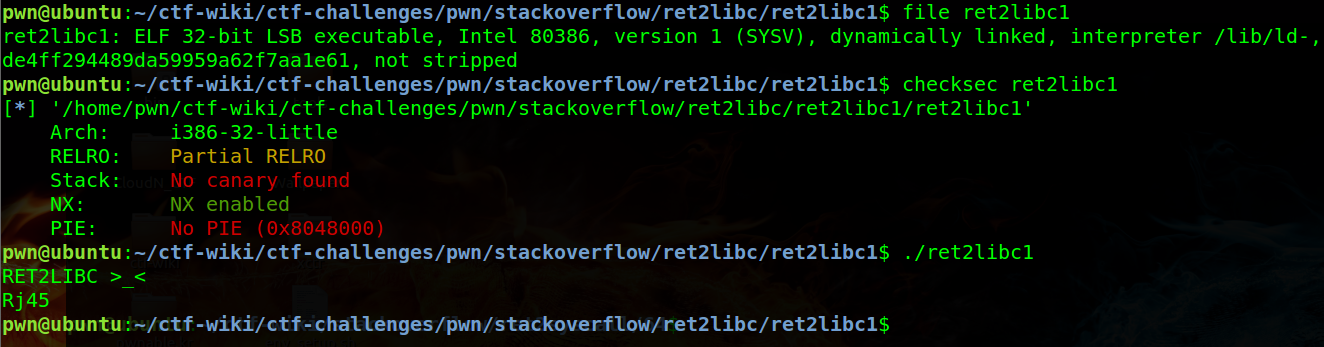 pwn@ubuntu:~/ctf-wiki/ctf-challenges/pwn/stackoverflow/ret2libc/ret2libc1$ file ret2libc1
ret2libc1: ELF 32-bit LSB executable, Intel 80386, version 1 (SYSV), dynamically linked, interpreter /lib/ld-,
de4ff294489da59959a62f7aa1e61, not stripped
pwn@ubuntu:~/ctf-wiki/ctf-challenges/pwn/stackoverflow/ret2libc/ret2libc1$ checksec ret2libc1
[*] '/home/pwn/ctf-wiki/ctf-challenges/pwn/stackoverflow/ret2libc/ret2libc1/ret2libc1'
    Arch:     i386-32-little
    RELRO:    Partial RELRO
    Stack:    No canary found
    NX:       NX enabled
    PIE:      No PIE (0x8048000)
pwn@ubuntu:~/ctf-wiki/ctf-challenges/pwn/stackoverflow/ret2libc/ret2libc1$ ./ret2libc1
RET2LIBC >_<
Rj45
pwn@ubuntu:~/ctf-wiki/ctf-challenges/pwn/stackoverflow/ret2libc/ret2libc1$